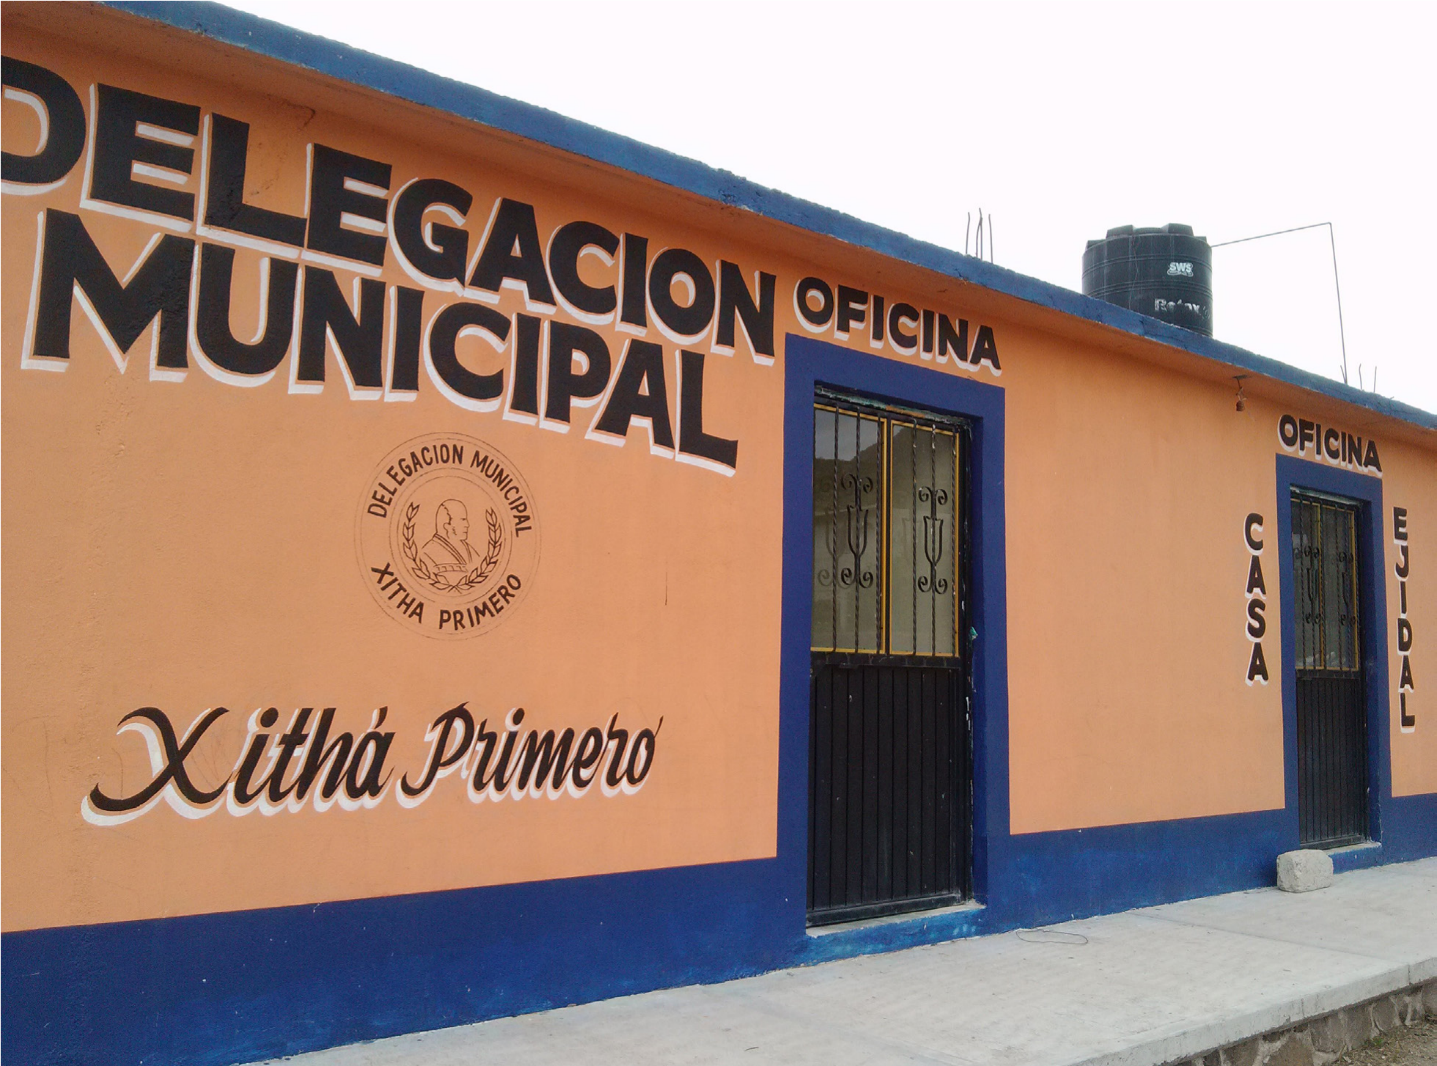 DELEGACION
MUNICIPAL
DELEGACION MUNICIPAL
XITHA PRIMERO
Xithá Primero
OFICINA
OFICINA
CASA
EJIDAL
SWS